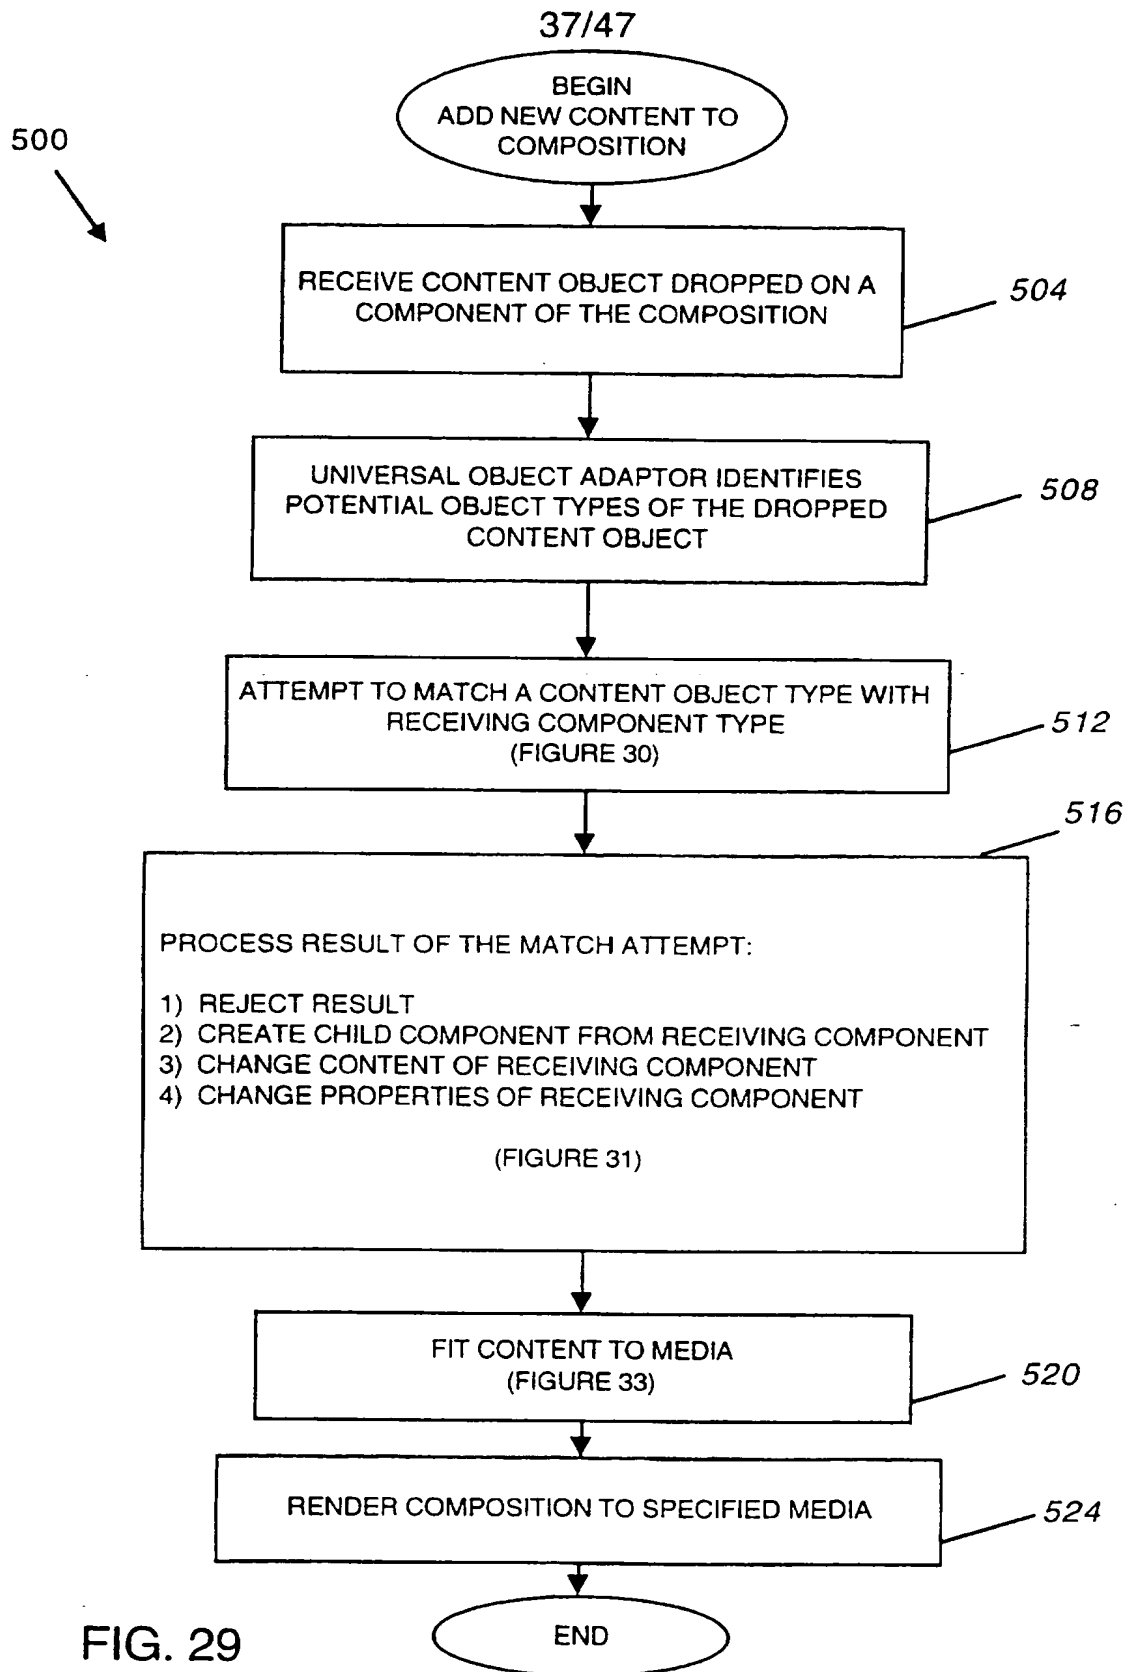 37/47
BEGIN
ADD NEW CONTENT TO
COMPOSITION
500
RECEIVE CONTENT OBJECT DROPPED ON A
COMPONENT OF THE COMPOSITION
504
UNIVERSAL OBJECT ADAPTOR IDENTIFIES
POTENTIAL OBJECT TYPES OF THE DROPPED
CONTENT OBJECT
508
ATTEMPT TO MATCH A CONTENT OBJECT TYPE WITH
RECEIVING COMPONENT TYPE
(FIGURE 30)
512
516
PROCESS RESULT OF THE MATCH ATTEMPT:
1) REJECT RESULT
2) CREATE CHILD COMPONENT FROM RECEIVING COMPONENT
3) CHANGE CONTENT OF RECEIVING COMPONENT
4) CHANGE PROPERTIES OF RECEIVING COMPONENT
(FIGURE 31)
FIT CONTENT TO MEDIA
(FIGURE 33)
520
RENDER COMPOSITION TO SPECIFIED MEDIA
524
END
FIG. 29